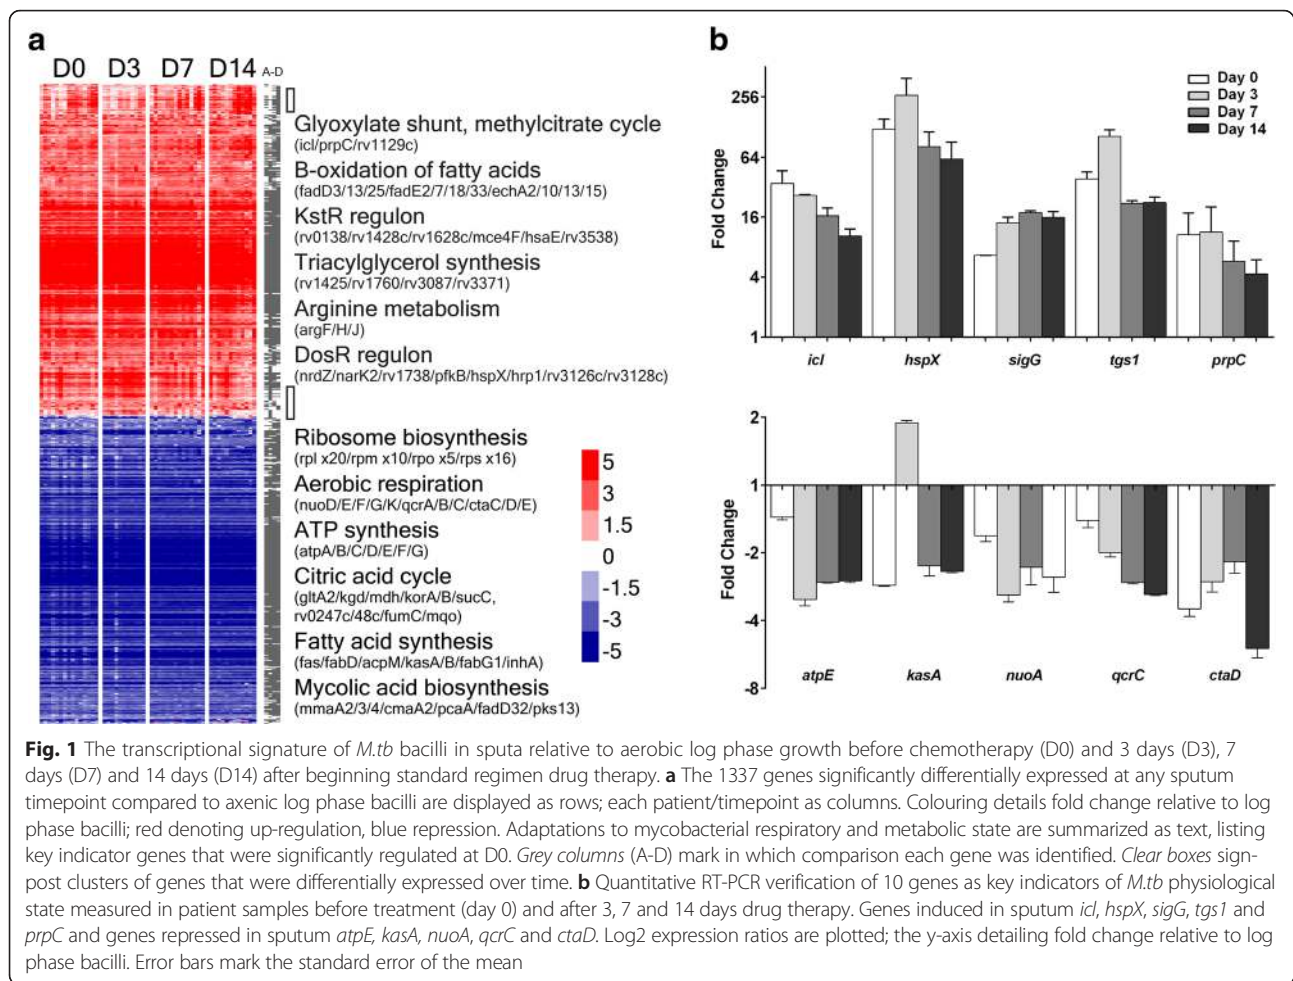 a
D0 D3 D7 D14 A-D
Glyoxylate shunt, methylcitrate cycle
(icl/prpC/rv1129c)
B-oxidation of fatty acids
(fadD3/13/25/fadE2/7/18/33/echA2/10/13/15)
KstR regulon
(rv0138/rv1428c/rv1628c/mce4F/hsaE/rv3538)
Triacylglycerol synthesis
(rv1425/rv1760/rv3087/rv3371)
Arginine metabolism
(argF/H/J)
DosR regulon
(nrdZ/narK2/rv1738/pfkB/hspX/hrp1/rv3126c/rv3128c)
Ribosome biosynthesis
(rpl x20/rpm x10/rpo x5/rps x16)
Aerobic respiration
(nuoD/E/F/G/K/qcrA/B/C/ctaC/D/E)
ATP synthesis
(atpA/B/C/D/E/F/G)
Citric acid cycle
(gltA2/kgd/mdh/korA/B/sucC,
rv0247c/48c/fumC/mqo)
Fatty acid synthesis
(fas/fabD/acpM/kasA/B/fabG1/inhA)
Mycolic acid biosynthesis
(mmaA2/3/4/cmaA2/pcaA/fadD32/pks13)
5
3
1.5
0
-1.5
-3
-5
b
Fold Change
256
64
16
4
1
Day 0
Day 3
Day 7
Day 14
icl hspX sigG tgs1 prpC
Fold Change
2
1
-2
-4
-8
atpE kasA nuoA qcrC ctaD
Fig. 1 The transcriptional signature of M.tb bacilli in sputa relative to aerobic log phase growth before chemotherapy (D0) and 3 days (D3), 7
days (D7) and 14 days (D14) after beginning standard regimen drug therapy. a The 1337 genes significantly differentially expressed at any sputum
timepoint compared to axenic log phase bacilli are displayed as rows; each patient/timepoint as columns. Colouring details fold change relative to log
phase bacilli; red denoting up-regulation, blue repression. Adaptations to mycobacterial respiratory and metabolic state are summarized as text, listing
key indicator genes that were significantly regulated at D0. Grey columns (A-D) mark in which comparison each gene was identified. Clear boxes sign-
post clusters of genes that were differentially expressed over time. b Quantitative RT-PCR verification of 10 genes as key indicators of M.tb physiological
state measured in patient samples before treatment (day 0) and after 3, 7 and 14 days drug therapy. Genes induced in sputum icl, hspX, sigG, tgs1 and
prpC and genes repressed in sputum atpE, kasA, nuoA, qcrC and ctaD. Log2 expression ratios are plotted; the y-axis detailing fold change relative to log
phase bacilli. Error bars mark the standard error of the mean